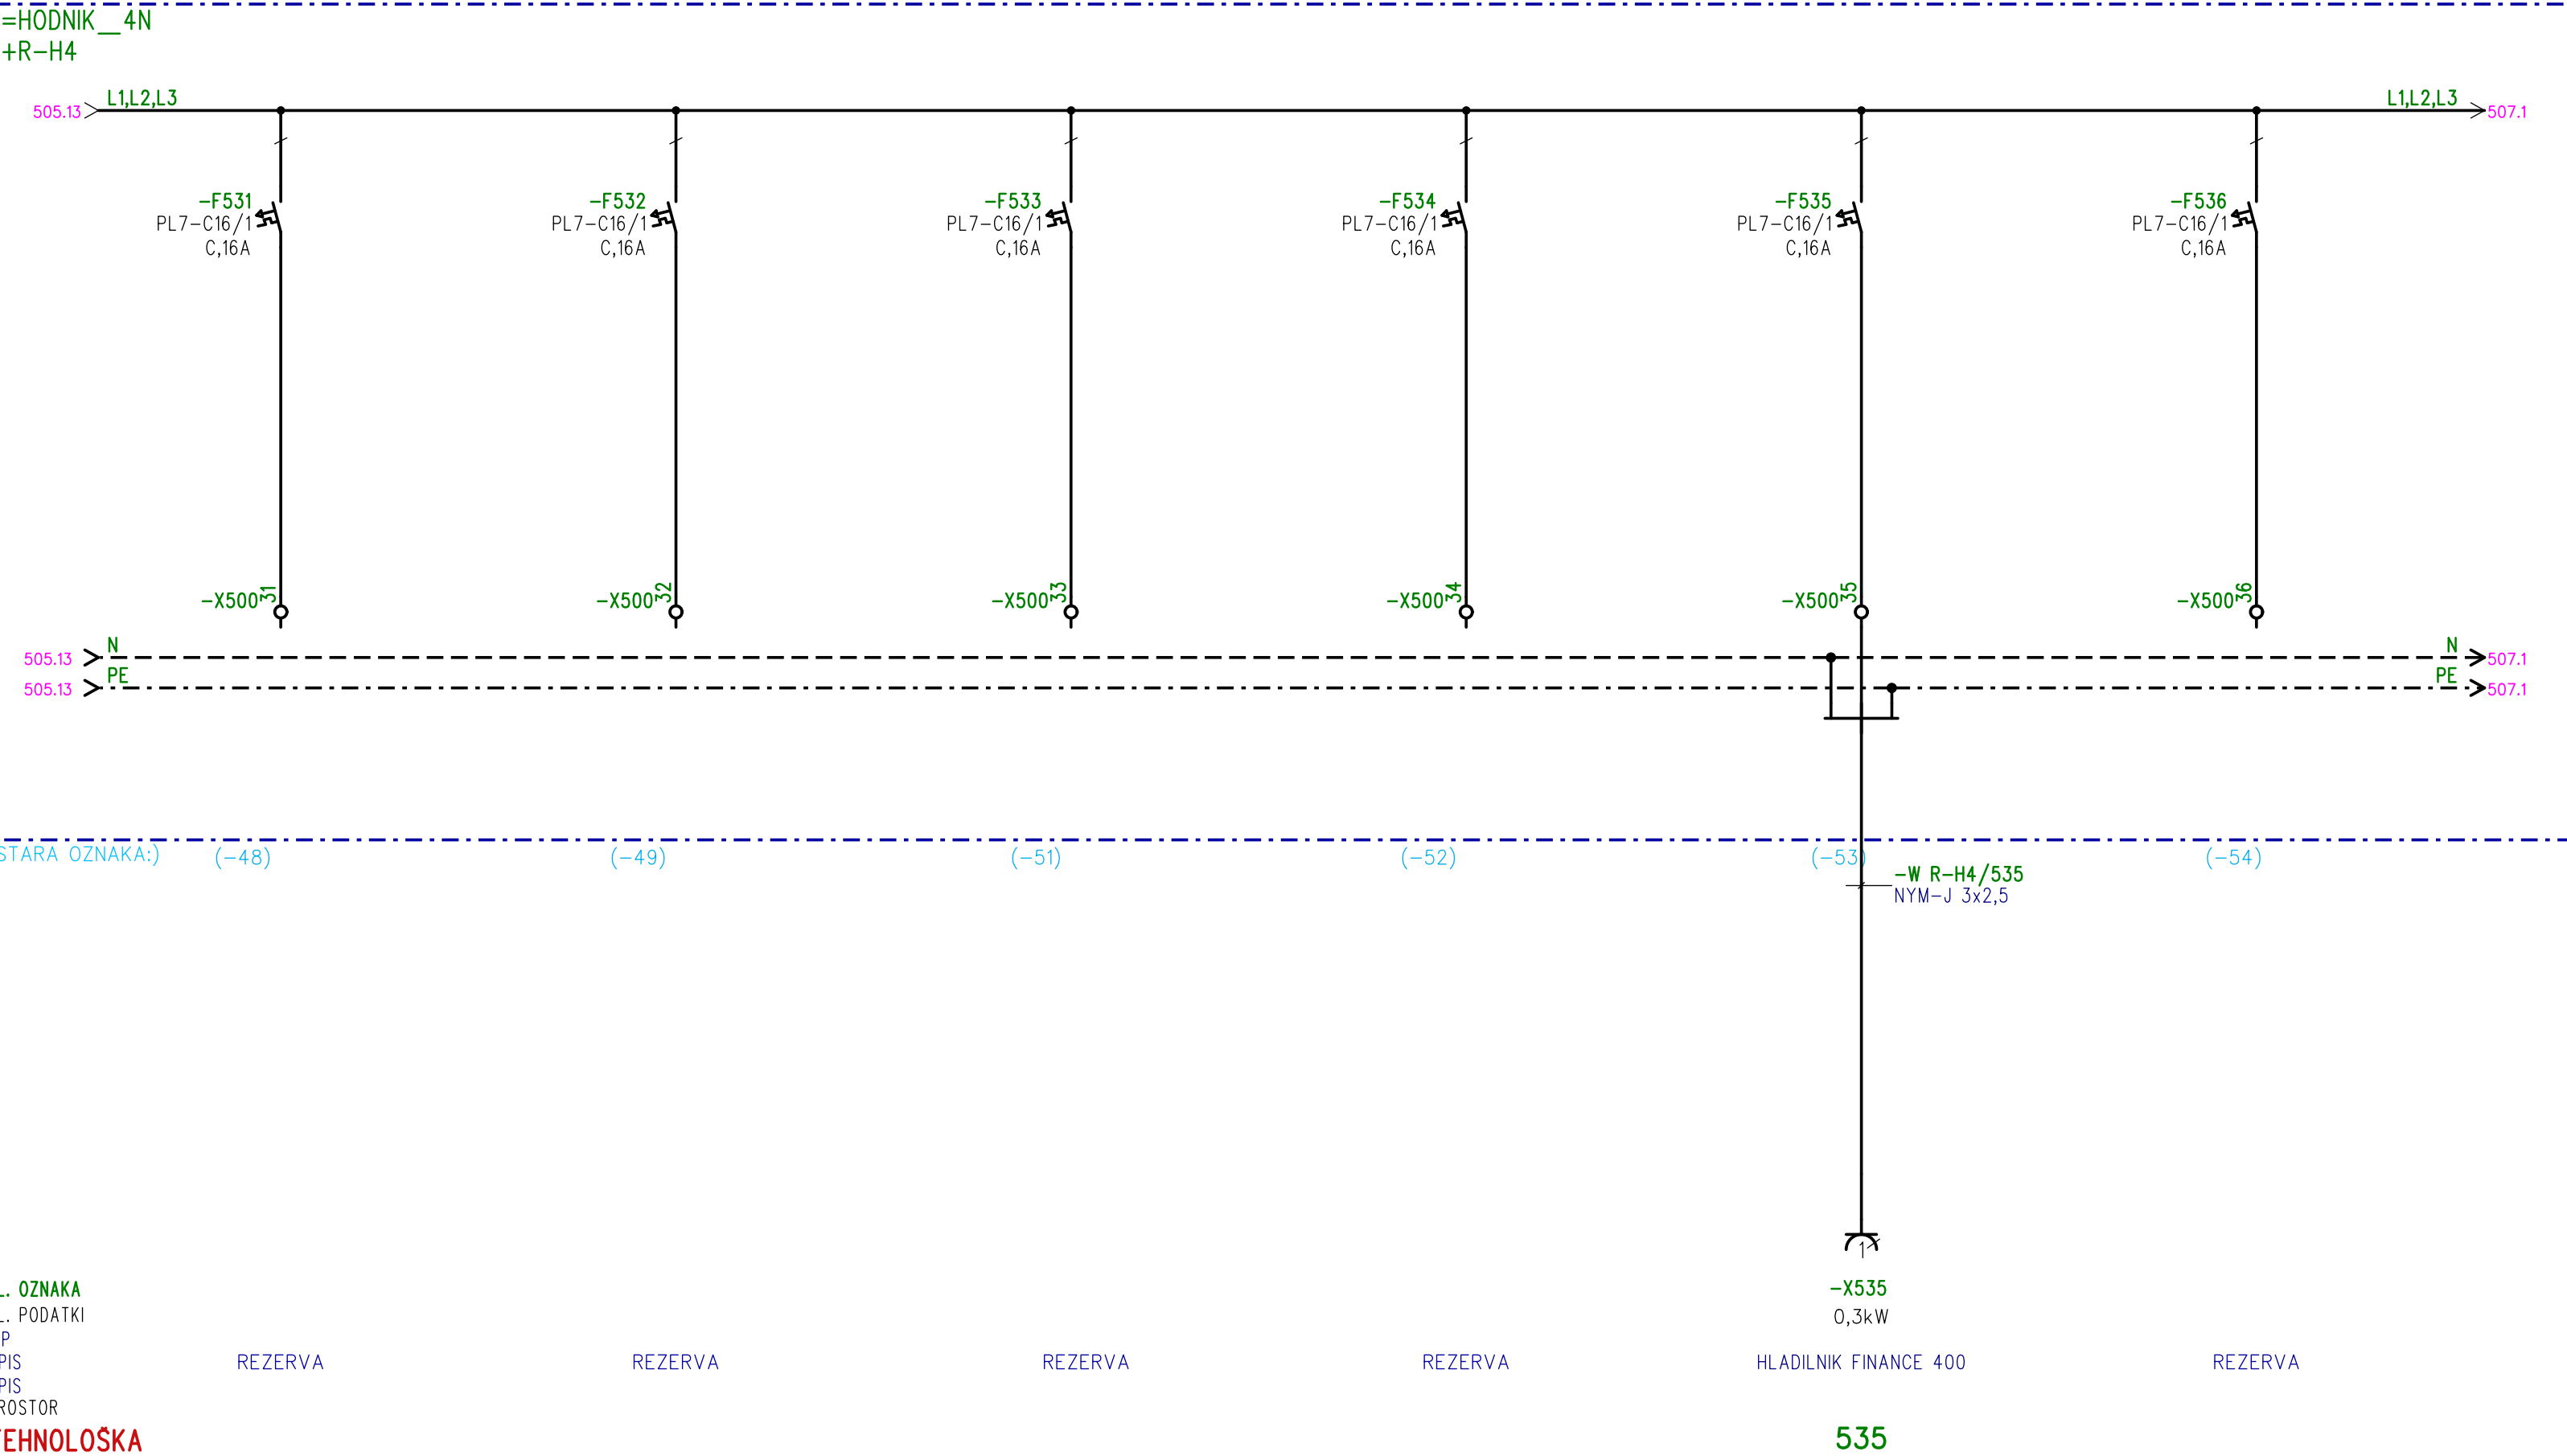 =HODNIK__4N
+R-H4
505.13
L1,L2,L3
L1,L2,L3
507.1
-F531
PL7-C16/1
C,16A
-F532
PL7-C16/1
C,16A
-F533
PL7-C16/1
C,16A
-F534
PL7-C16/1
C,16A
-F535
PL7-C16/1
C,16A
-F536
PL7-C16/1
C,16A
-X500 31
-X500 32
-X500 33
-X500 34
-X500 35
-X500 36
505.13
N
N
507.1
505.13
PE
PE
507.1
STARA OZNAKA:)
(-48)
(-49)
(-51)
(-52)
(-53)
(-54)
-W R-H4/535
NYM-J 3x2,5
1
L. OZNAKA
L. PODATKI
P
PIS
PIS
ROSTOR
-X535
0,3kW
REZERVA
REZERVA
REZERVA
REZERVA
HLADILNIK FINANCE 400
REZERVA
TEHNOLOŠKA
535